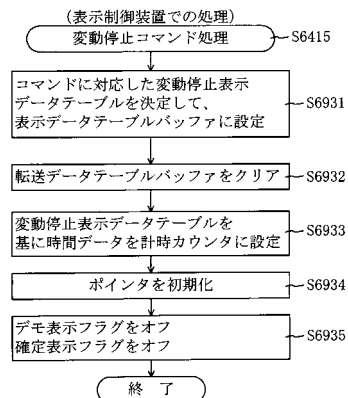 (表示制御装置での処理)
変動停止コマンド処理 S6415
コマンドに対応した変動停止表示
データテーブルを決定して、
表示データテーブルバッファに設定
S6931
転送データテーブルバッファをクリア S6932
変動停止表示データテーブルを
基に時間データを計時カウンタに設定
S6933
ポインタを初期化 S6934
デモ表示フラグをオフ
確定表示フラグをオフ
S6935
終 了